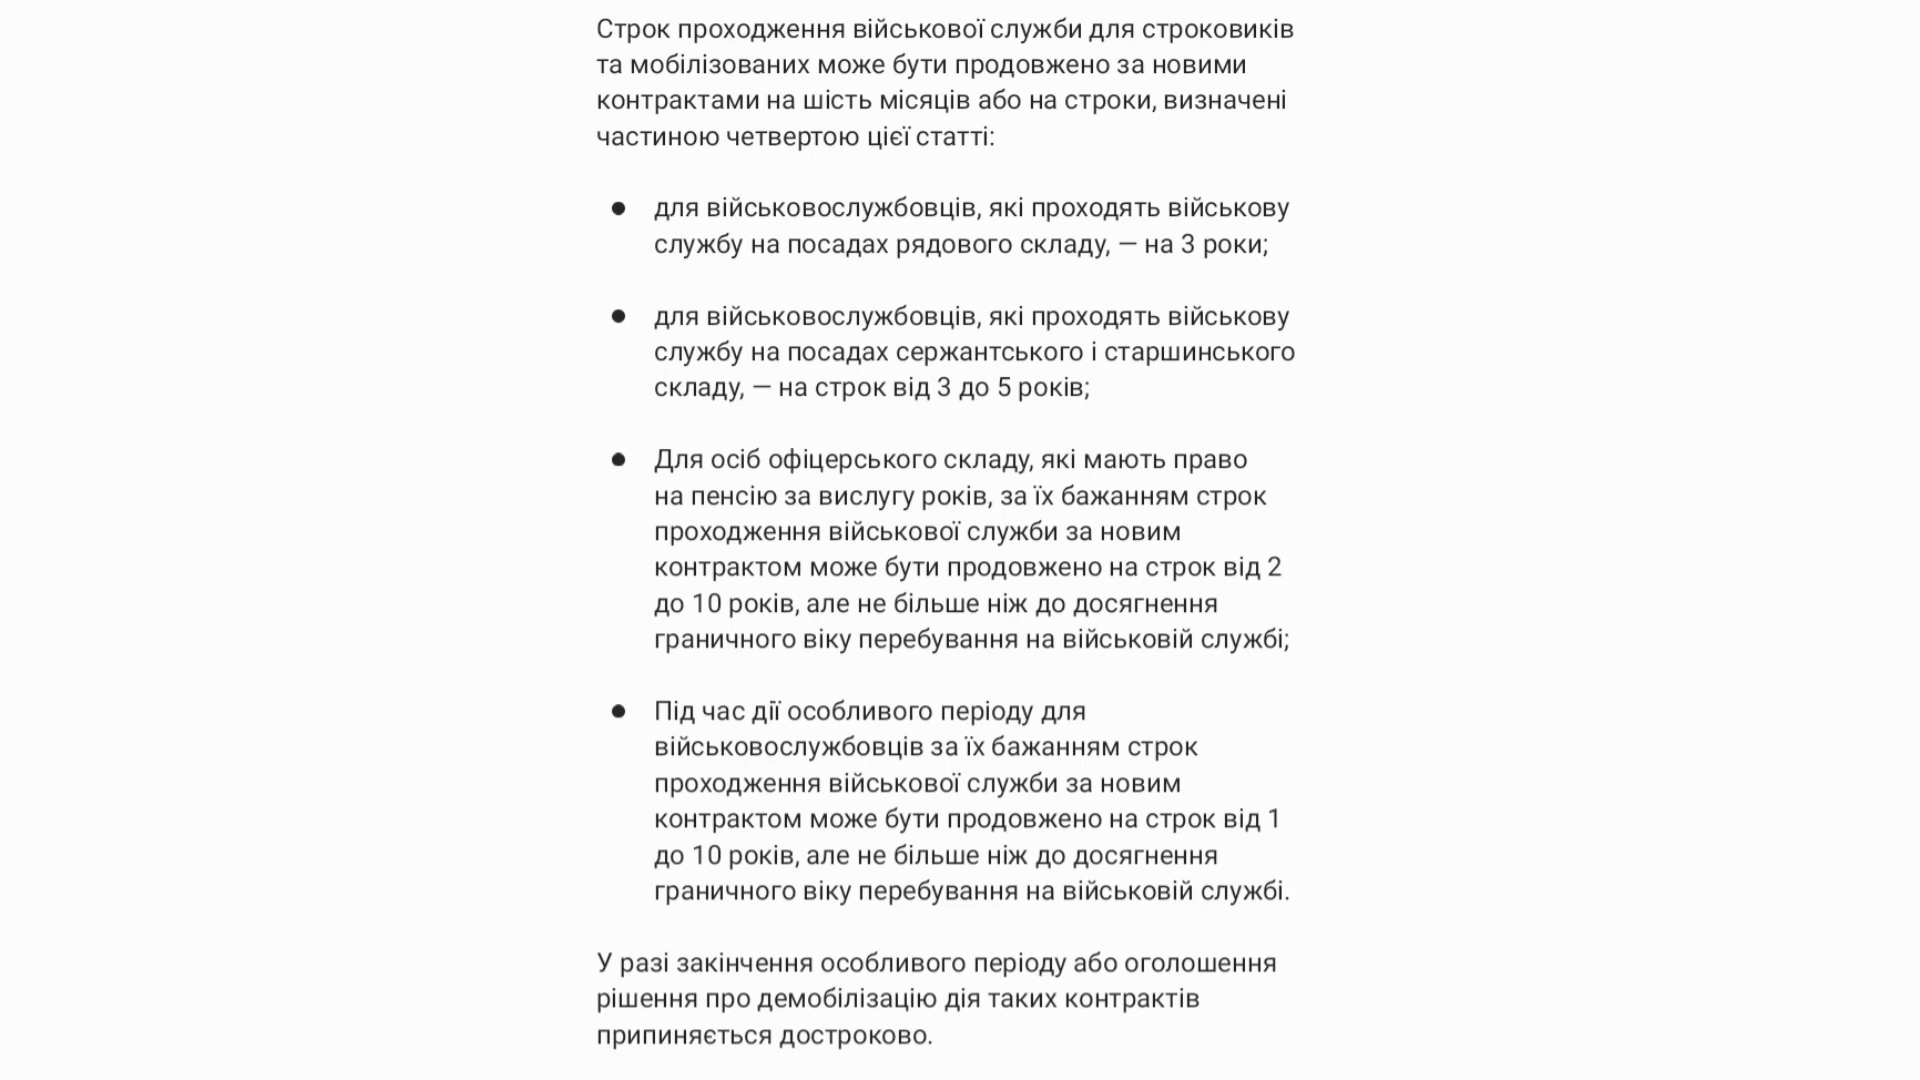 Строк проходження військової служби для строковиків
та мобілізованих може бути продовжено за новими
контрактами на шість місяців або на строки, визначені
частиною четвертою цієї статті:
● для військовослужбовців, які проходять військову
службу на посадах рядового складу, — на 3 роки;
● для військовослужбовців, які проходять військову
службу на посадах сержантського і старшинського
складу, — на строк від 3 до 5 років;
● Для осіб офіцерського складу, які мають право
на пенсію за вислугу років, за їх бажанням строк
проходження військової служби за новим
контрактом може бути продовжено на строк від 2
до 10 років, але не більше ніж до досягнення
граничного віку перебування на військовій службі;
● Під час дії особливого періоду для
військовослужбовців за їх бажанням строк
проходження військової служби за новим
контрактом може бути продовжено на строк від 1
до 10 років, але не більше ніж до досягнення
граничного віку перебування на військовій службі.
У разі закінчення особливого періоду або оголошення
рішення про демобілізацію дія таких контрактів
припиняється достроково.